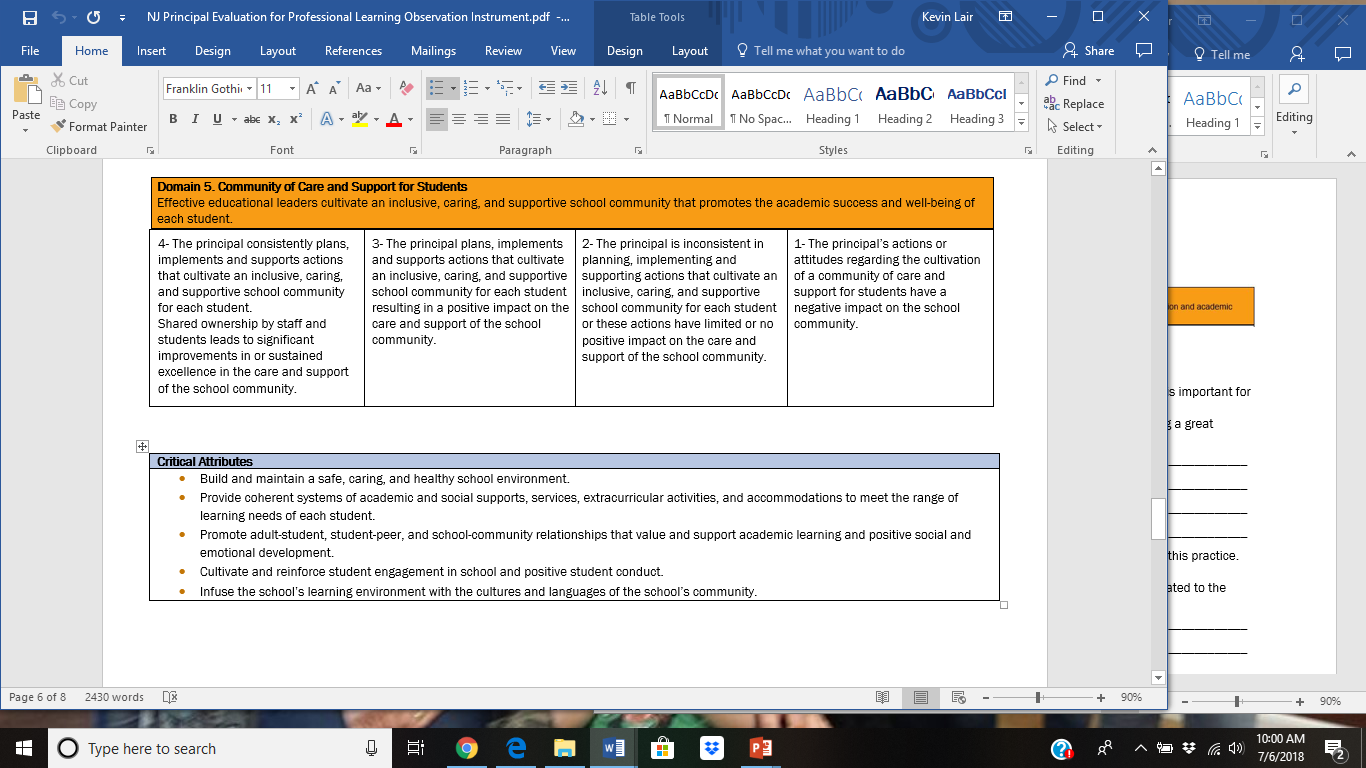 NJ Principal Evaluation for Professional Learning Observation Instrument.pdf -...
Table Tools
Kevin Lair
File Home Insert Design Layout References Mailings Review View Design Layout Tell me what you want to do Share
Tell me
Paste
Cut
Copy
Format Painter
Clipboard
Franklin Gothi
11
Aa
B I U abc X₂ X²
A
Font
Paragraph
AaBbCcDc AaBbCcDc AaBbCc AaBbC AaBbCcI
¶ Normal ¶ No Spac... Heading 1 Heading 2 Heading 3
Styles
Find
Replace
Select
Editing
AaBbCc
Heading 1
Editing
Domain 5. Community of Care and Support for Students
Effective educational leaders cultivate an inclusive, caring, and supportive school community that promotes the academic success and well-being of
each student.
4- The principal consistently plans,
implements and supports actions
that cultivate an inclusive, caring,
and supportive school community
for each student.
Shared ownership by staff and
students leads to significant
improvements in or sustained
excellence in the care and support
of the school community.
3- The principal plans, implements
and supports actions that cultivate
an inclusive, caring, and supportive
school community for each student
resulting in a positive impact on the
care and support of the school
community.
2- The principal is inconsistent in
planning, implementing and
supporting actions that cultivate an
inclusive, caring, and supportive
school community for each student
or these actions have limited or no
positive impact on the care and
support of the school community.
1- The principal's actions or
attitudes regarding the cultivation
of a community of care and
support for students have a
negative impact on the school
community.
Critical Attributes
Build and maintain a safe, caring, and healthy school environment.
Provide coherent systems of academic and social supports, services, extracurricular activities, and accommodations to meet the range of
learning needs of each student.
Promote adult-student, student-peer, and school-community relationships that value and support academic learning and positive social and
emotional development.
Cultivate and reinforce student engagement in school and positive student conduct.
Infuse the school's learning environment with the cultures and languages of the school's community.
and academic
important for
a great
this practice.
to the
Page 6 of 8 2430 words
90%
90%
Type here to search
10:00 AM
7/6/2018
2